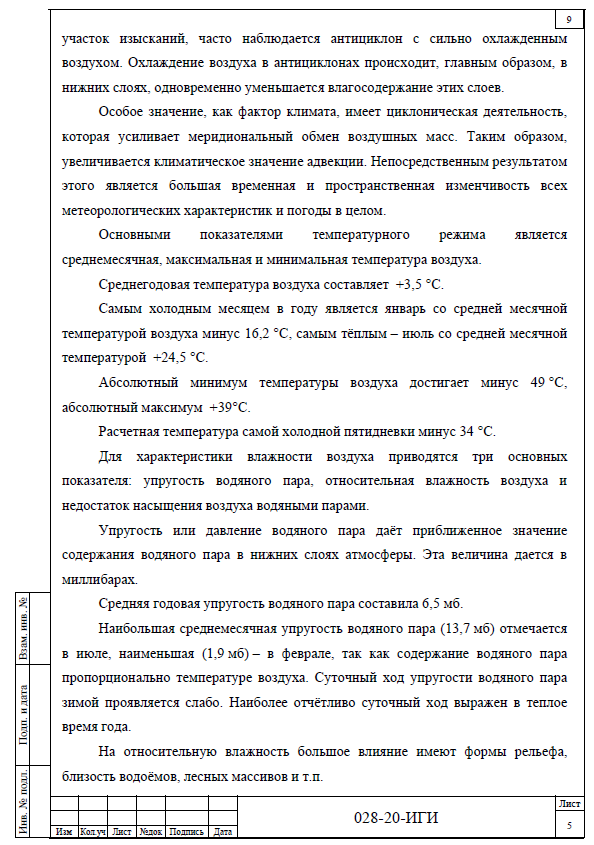 9
участок изысканий, часто наблюдается антициклон с сильно охлажденным
воздухом. Охлаждение воздуха в антициклонах происходит, главным образом, в
нижних слоях, одновременно уменьшается влагосодержание этих слоев.
Особое значение, как фактор климата, имеет циклоническая деятельность,
которая усиливает меридиональный обмен воздушных масс. Таким образом,
увеличивается климатическое значение адвекции. Непосредственным результатом
этого является большая временная и пространственная изменчивость всех
метеорологических характеристик и погоды в целом.
Основными показателями температурного режима является
среднемесячная, максимальная и минимальная температура воздуха.
Среднегодовая температура воздуха составляет +3,5 °С.
Самым холодным месяцем в году является январь со средней месячной
температурой воздуха минус 16,2 °С, самым тёплым – июль со средней месячной
температурой +24,5 °С.
Абсолютный минимум температуры воздуха достигает минус 49 °С,
абсолютный максимум +39°С.
Расчетная температура самой холодной пятидневки минус 34 °С.
Для характеристики влажности воздуха приводятся три основных
показателя: упругость водяного пара, относительная влажность воздуха и
недостаток насыщения воздуха водяными парами.
Упругость или давление водяного пара даёт приближенное значение
содержания водяного пара в нижних слоях атмосферы. Эта величина дается в
миллибарах.
Средняя годовая упругость водяного пара составила 6,5 мб.
Наибольшая среднемесячная упругость водяного пара (13,7 мб) отмечается
в июле, наименьшая (1,9 мб) – в феврале, так как содержание водяного пара
пропорционально температуре воздуха. Суточный ход упругости водяного пара
зимой проявляется слабо. Наиболее отчётливо суточный ход выражен в теплое
время года.
На относительную влажность большое влияние имеют формы рельефа,
близость водоёмов, лесных массивов и т.п.
Взам. инв. №
Подп. и дата
Инв. № подл.
Изм Кол.уч Лист №док Подпись Дата
028-20-ИГИ
Лист
5